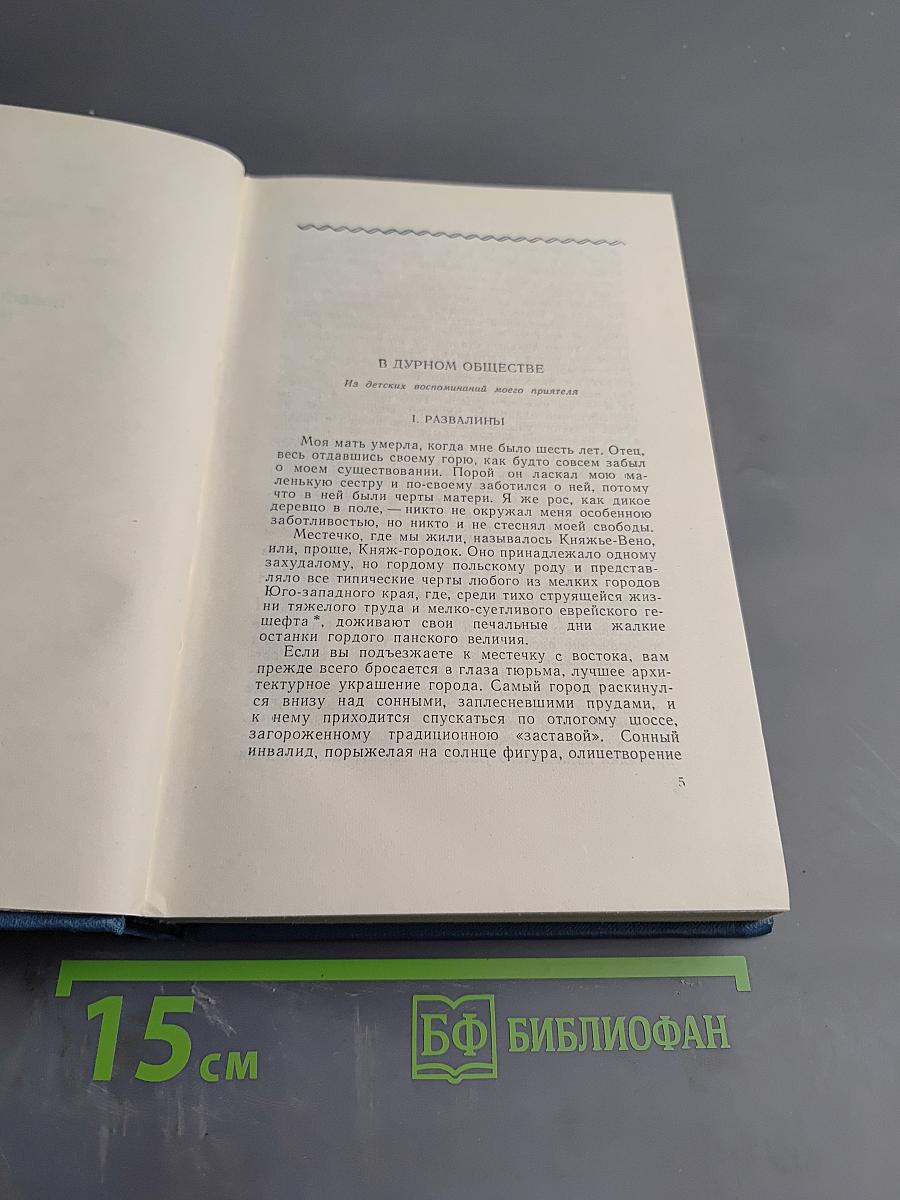 В ДУРНОМ ОБЩЕСТВЕ
Из детских воспоминаний моего приятеля
I. РАЗВАЛИНЫ
Моя мать умерла, когда мне было шесть лет. Отец,
весь отдавшись своему горю, как будто совсем забыл
о моем существовании. Порой он ласкал мою ма-
ленькую сестру и по-своему заботился о ней, потому
что в ней были черты матери. Я же рос, как дикое
деревцо в поле, — никто не окружал меня особенною
заботливостью, но никто и не стеснял моей свободы.
Местечко, где мы жили, называлось Княжье-Вено,
или, проще, Княж-городок. Оно принадлежало одному
захудалому, но гордому польскому роду и представ-
ляло все типические черты любого из мелких городов
Юго-западного края, где, среди тихо струящейся жиз-
ни тяжелого труда и мелко-суетливого еврейского ге-
шефта*, доживают свои печальные дни жалкие
останки гордого панского величия.
Если вы подъезжаете к местечку с востока, вам
прежде всего бросается в глаза тюрьма, лучшее архи-
тектурное украшение города. Самый город раскинул-
ся внизу над сонными, заплесневшими прудами, и
к нему приходится спускаться по отлогому шоссе,
загороженному традиционною «заставой». Сонный
инвалид, порыжелая на солнце фигура, олицетворение
5
15 см
БФ БИБЛИОФАН